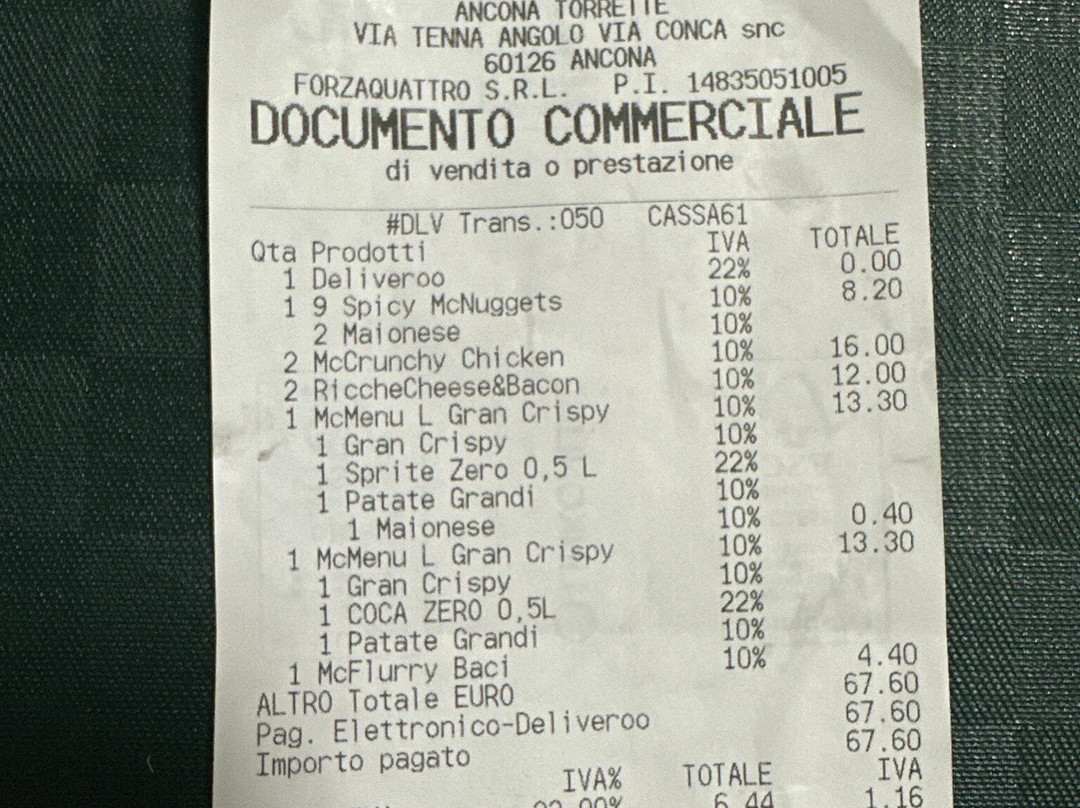 ANCONA TORRETTE
VIA TENNA ANGOLO VIA CONCA snc
60126 ANCONA
FORZAQUATTRO S.R.L. P.I. 14835051005
DOCUMENTO COMMERCIALE
di vendita o prestazione
#DLV Trans.:050 CASSA61
Qta Prodotti IVA TOTALE
1 Deliveroo 22% 0.00
1 9 Spicy McNuggets 10% 8.20
2 Maionese 10%
2 McCrunchy Chicken 10% 16.00
2 RiccheCheese&Bacon 10% 12.00
1 McMenu L Gran Crispy 10% 13.30
1 Gran Crispy 10%
1 Sprite Zero 0,5 L 22%
1 Patate Grandi 10%
1 Maionese 10% 0.40
1 McMenu L Gran Crispy 10% 13.30
1 Gran Crispy 10%
1 COCA ZERO 0,5L 22%
1 Patate Grandi 10%
1 McFlurry Baci 10% 4.40
ALTRO Totale EURO 67.60
Pag. Elettronico-Deliveroo 67.60
Importo pagato 67.60
IVA% TOTALE IVA
6.44 1.16